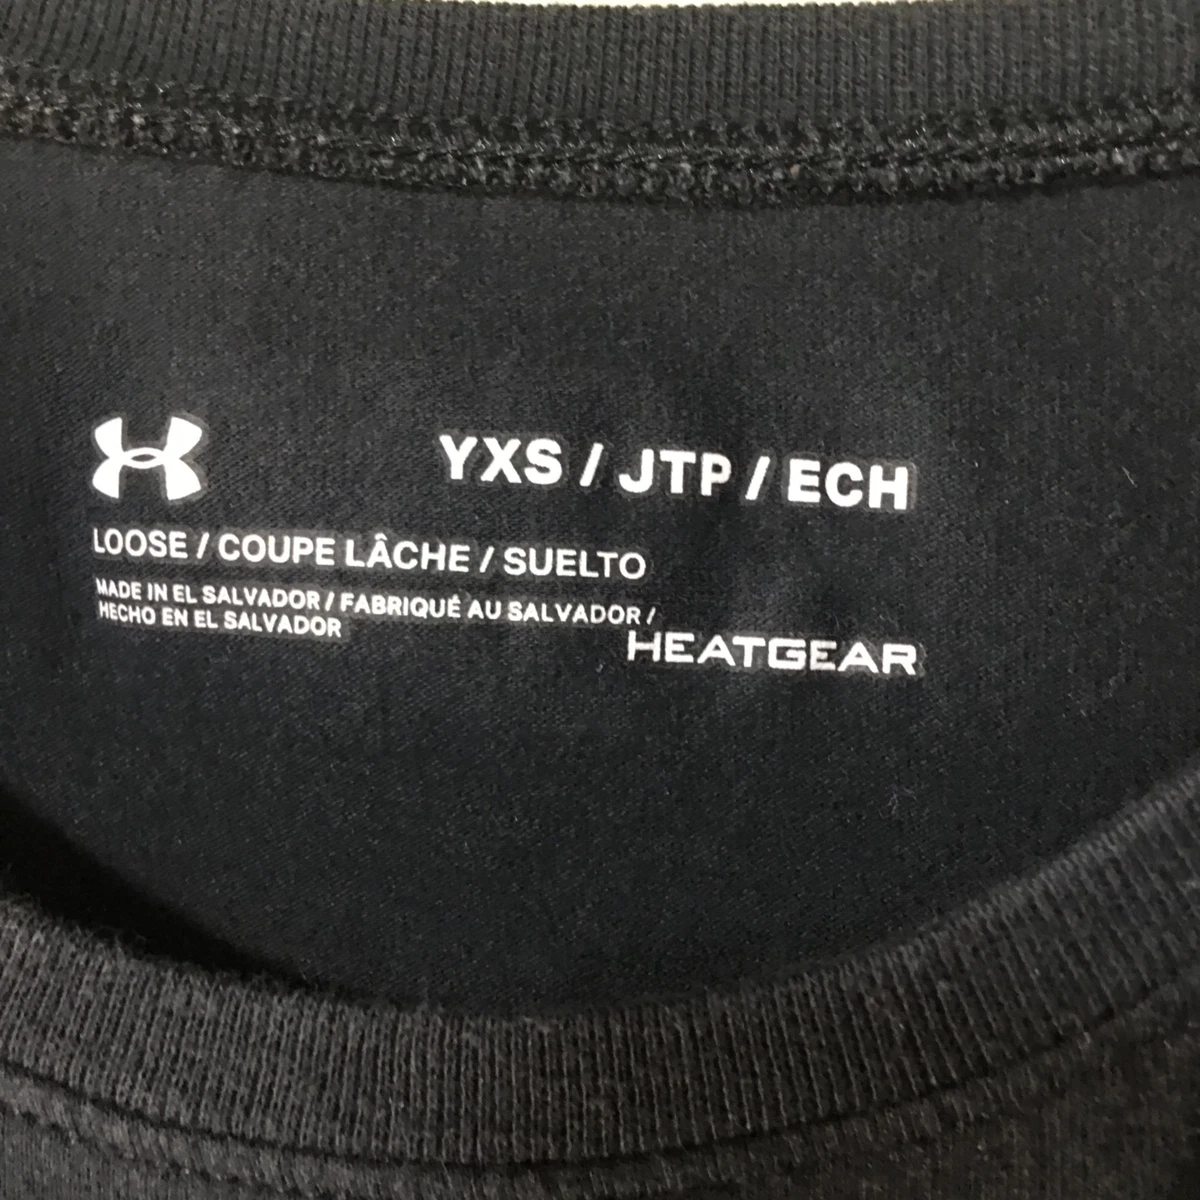 YXS / JTP / ECH
LOOSE / COUPE LÂCHE / SUELTO
MADE IN EL SALVADOR / FABRIQUÉ AU SALVADOR /
HECHO EN EL SALVADOR
HEATGEAR